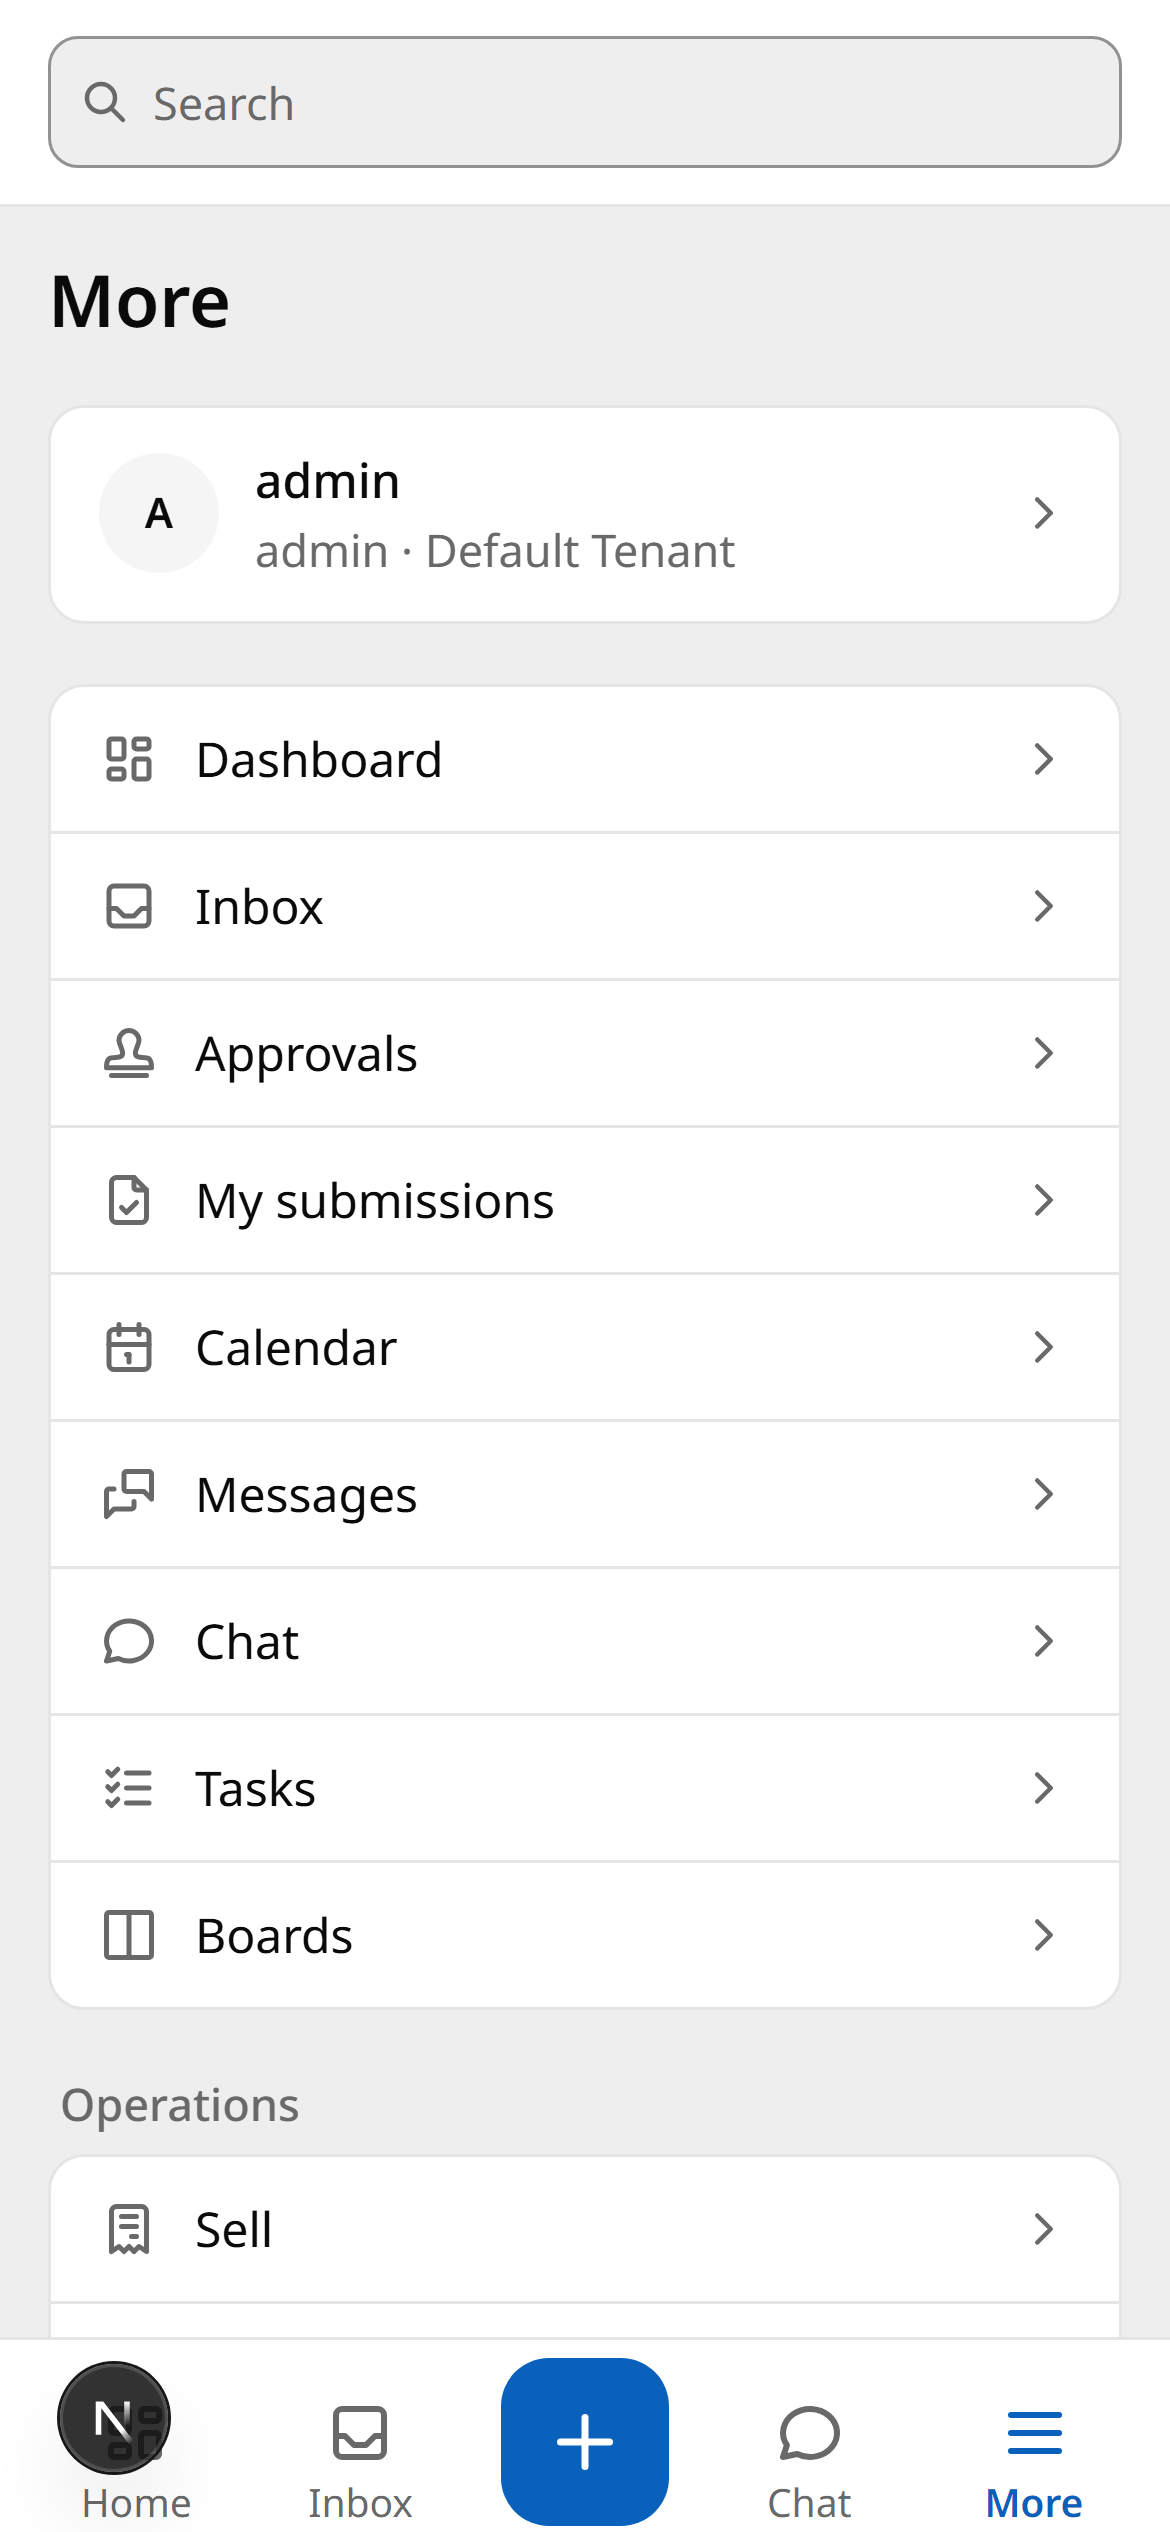 Search
More
A
admin
admin · Default Tenant
Dashboard
Inbox
Approvals
My submissions
Calendar
Messages
Chat
Tasks
Boards
Operations
Sell
N
Home
Inbox
Chat
More